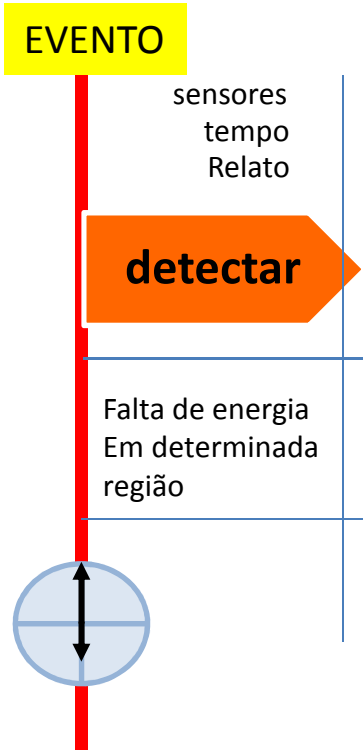 EVENTO
sensores
tempo
Relato
detectar
Falta de energia
Em determinada
região